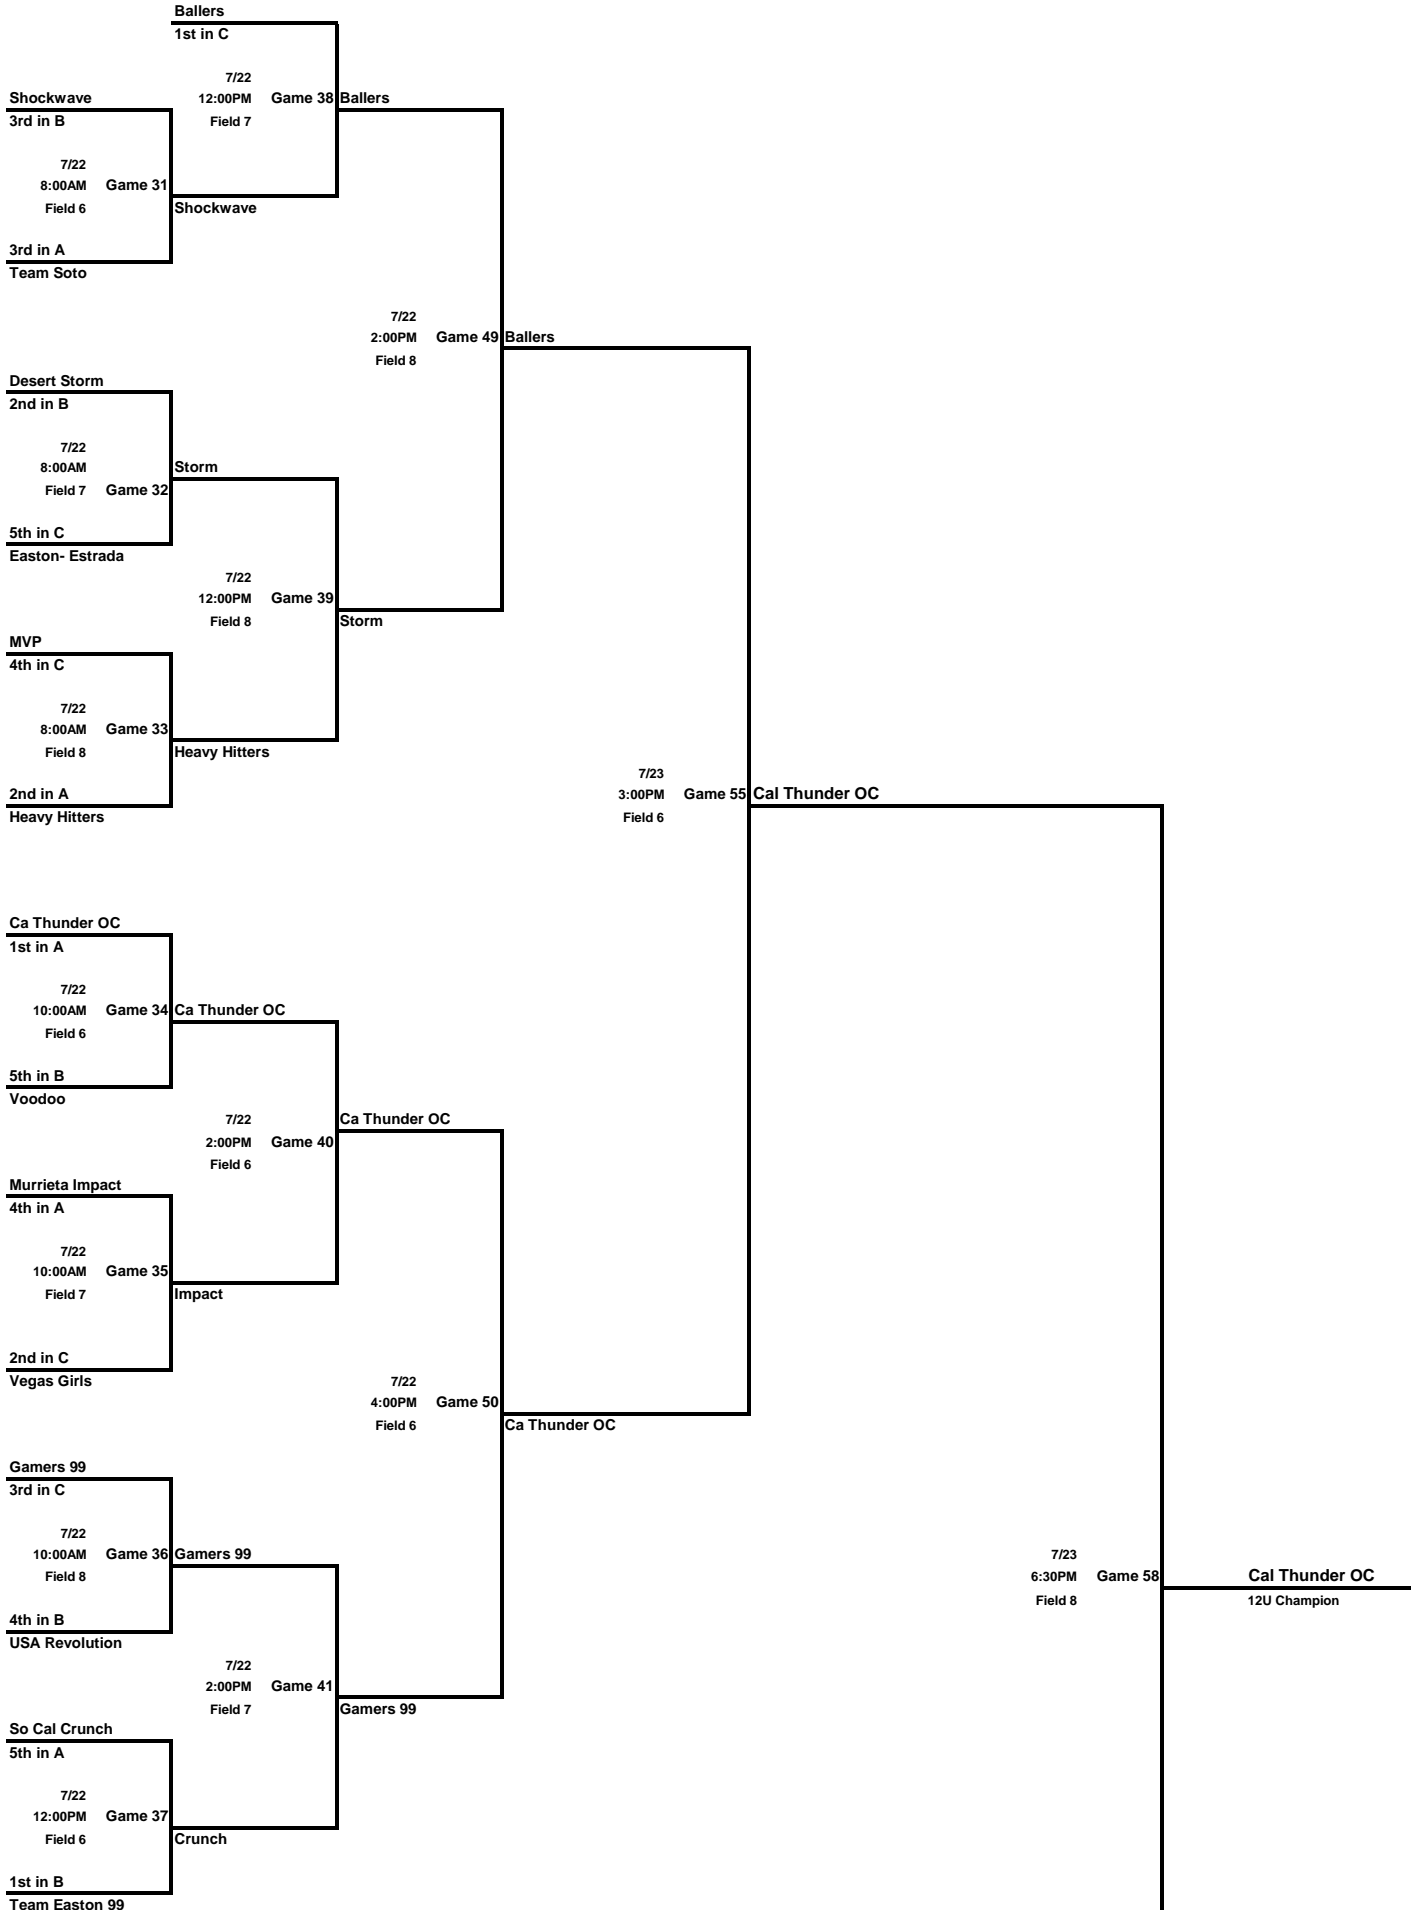 Ballers
1st in C
7/22
Shockwave
12:00PM Game 38 Ballers
3rd in B
Field 7
7/22
8:00AM Game 31
Field 6
Shockwave
3rd in A
Team Soto
7/22
2:00PM Game 49 Ballers
Field 8
Desert Storm
2nd in B
7/22
8:00AM
Storm
Field 7 Game 32
5th in C
Easton- Estrada
7/22
12:00PM Game 39
Field 8
Storm
MVP
4th in C
7/22
8:00AM Game 33
Field 8
Heavy Hitters
7/23
2nd in A
3:00PM Game 55 Cal Thunder OC
Heavy Hitters
Field 6
Ca Thunder OC
1st in A
7/22
10:00AM Game 34 Ca Thunder OC
Field 6
5th in B
Voodoo
7/22
Ca Thunder OC
2:00PM Game 40
Field 6
Murrieta Impact
4th in A
7/22
10:00AM Game 35
Field 7
Impact
2nd in C
Vegas Girls
7/22
4:00PM Game 50
Field 6
Ca Thunder OC
Gamers 99
3rd in C
7/22
10:00AM Game 36 Gamers 99
Field 8
7/23
6:30PM Game 58
Field 8
Cal Thunder OC
12U Champion
4th in B
USA Revolution
7/22
2:00PM Game 41
Field 7
Gamers 99
So Cal Crunch
5th in A
7/22
12:00PM Game 37
Field 6
Crunch
1st in B
Team Easton 99